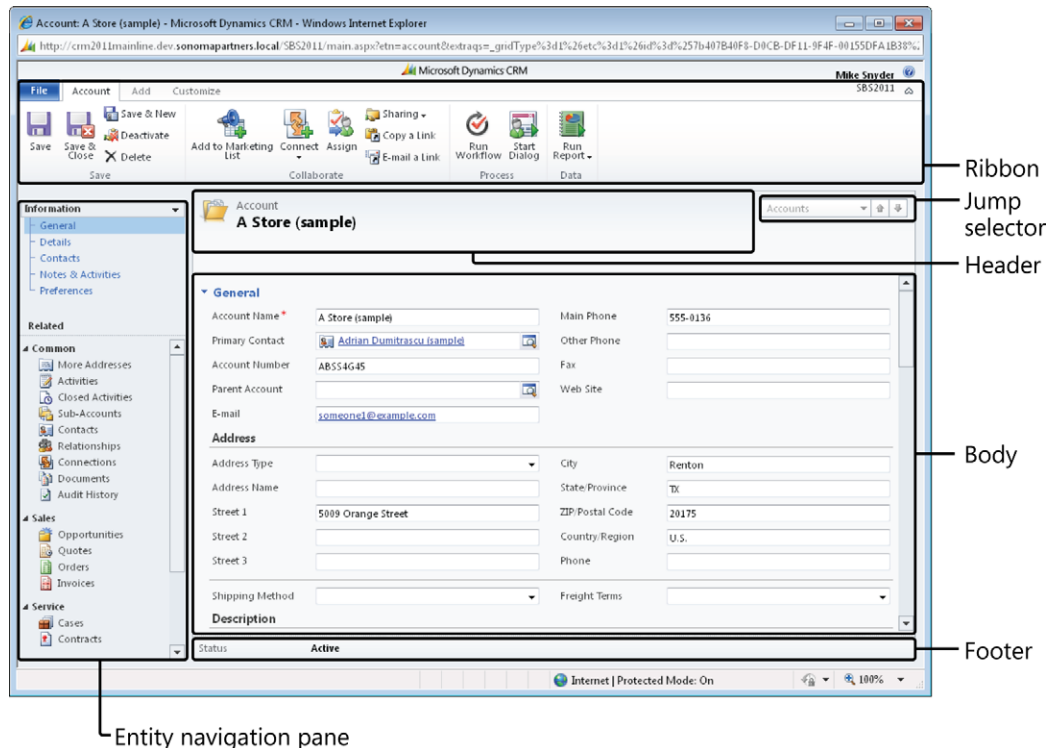 Account: A Store (sample) - Microsoft Dynamics CRM - Windows Internet Explorer
http://crm2011mainline.dev.sonomapartners.local/SBS2011/main.aspx?etn=account&extraqs=_gridType%3d1%26etc%3d1%26id%3d%257b407B40F8-D0CB-DF11-9F4F-00155DFA1B38%
Microsoft Dynamics CRM
Mike Snyder
SBS2011
File Account Add Customize
Save
Save & Close
Save & New
Deactivate
Delete
Save
Add to Marketing List
Connect
Assign
Sharing
Copy a Link
E-mail a Link
Collaborate
Run Workflow
Start Dialog
Process
Run Report
Data
Ribbon
Information
General
Details
Contacts
Notes & Activities
Preferences
Related
Common
More Addresses
Activities
Closed Activities
Sub-Accounts
Contacts
Relationships
Connections
Documents
Audit History
Sales
Opportunities
Quotes
Orders
Invoices
Service
Cases
Contracts
Account
A Store (sample)
Accounts
Jump
selector
Header
General
Account Name * A Store (sample) Main Phone 555-0136
Primary Contact Adrian Dumitrascu (sample) Other Phone
Account Number ABSS4G45 Fax
Parent Account Web Site
E-mail someone1@example.com
Address
Address Type City Renton
Address Name State/Province TX
Street 1 5009 Orange Street ZIP/Postal Code 20175
Street 2 Country/Region U.S.
Street 3 Phone
Shipping Method Freight Terms
Description
Body
Status Active
Footer
Internet | Protected Mode: On 100%
Entity navigation pane